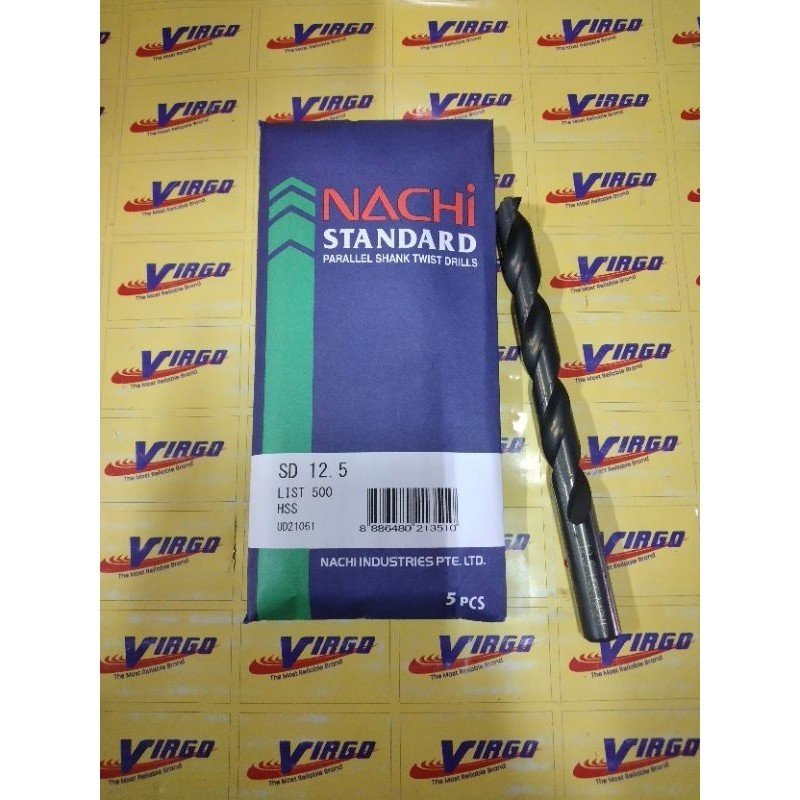 NACHi
STANDARD
PARALLEL SHANK TWIST DRILLS
SD 12.5
LIST 500
HSS
UD2106I
8 886480 213510
NACHI INDUSTRIES PTE. LTD.
5 PCS
VIRGO
The Most Reliable Brand